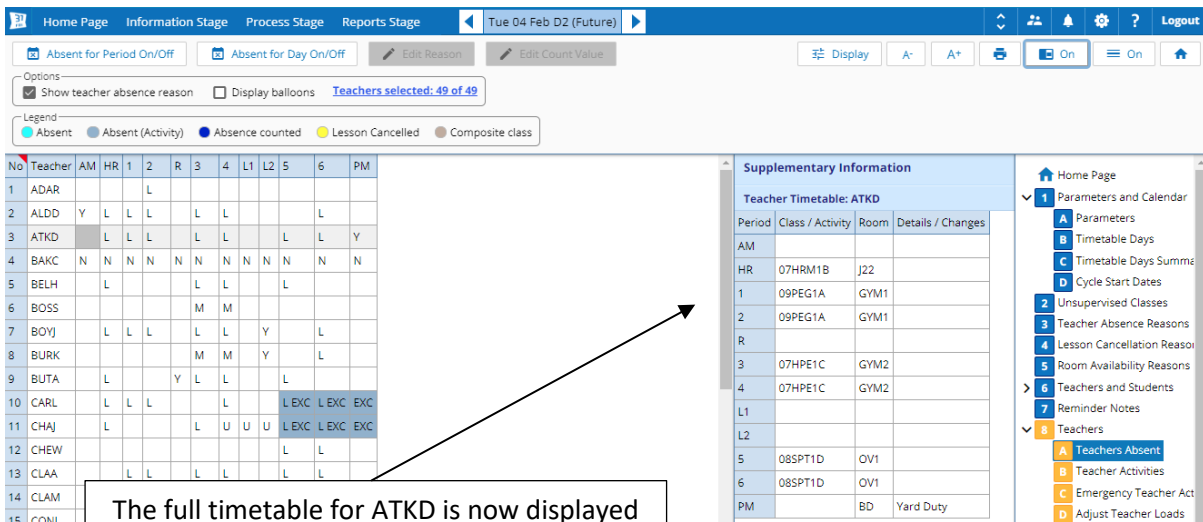 Home Page Information Stage Process Stage Reports Stage Tue 04 Feb D2 (Future) ? Logout
Absent for Period On/Off Absent for Day On/Off Edit Reason Edit Count Value Display A- A+ On On
Options
Show teacher absence reason Display balloons Teachers selected: 49 of 49
Legend
Absent Absent (Activity) Absence counted Lesson Cancelled Composite class
No Teacher AM HR 1 2 R 3 4 L1 L2 5 6 PM
1 ADAR L
2 ALDD Y L L L L L L
3 ATKD L L L L L L L Y
4 BAKC N N N N N N N N N N N N
5 BELH L L L L
6 BOSS M M
7 BOYJ L L L L L Y L
8 BURK M M Y L
9 BUTA L Y L L L
10 CARL L L L L L EXC L EXC EXC
11 CHAJ L L U U U L EXC L EXC EXC
12 CHEW L L
13 CLAA L L L L L L
14 CLAM
15 CONJ
The full timetable for ATKD is now displayed
Supplementary Information
Teacher Timetable: ATKD
Period Class / Activity Room Details / Changes
AM
HR 07HRM1B J22
1 09PEG1A GYM1
2 09PEG1A GYM1
R
3 07HPE1C GYM2
4 07HPE1C GYM2
L1
L2
5 08SPT1D OV1
6 08SPT1D OV1
PM BD Yard Duty
Home Page
1 Parameters and Calendar
A Parameters
B Timetable Days
C Timetable Days Summa
D Cycle Start Dates
2 Unsupervised Classes
3 Teacher Absence Reasons
4 Lesson Cancellation Reaso
5 Room Availability Reasons
6 Teachers and Students
7 Reminder Notes
8 Teachers
A Teachers Absent
B Teacher Activities
C Emergency Teacher Act
D Adjust Teacher Loads